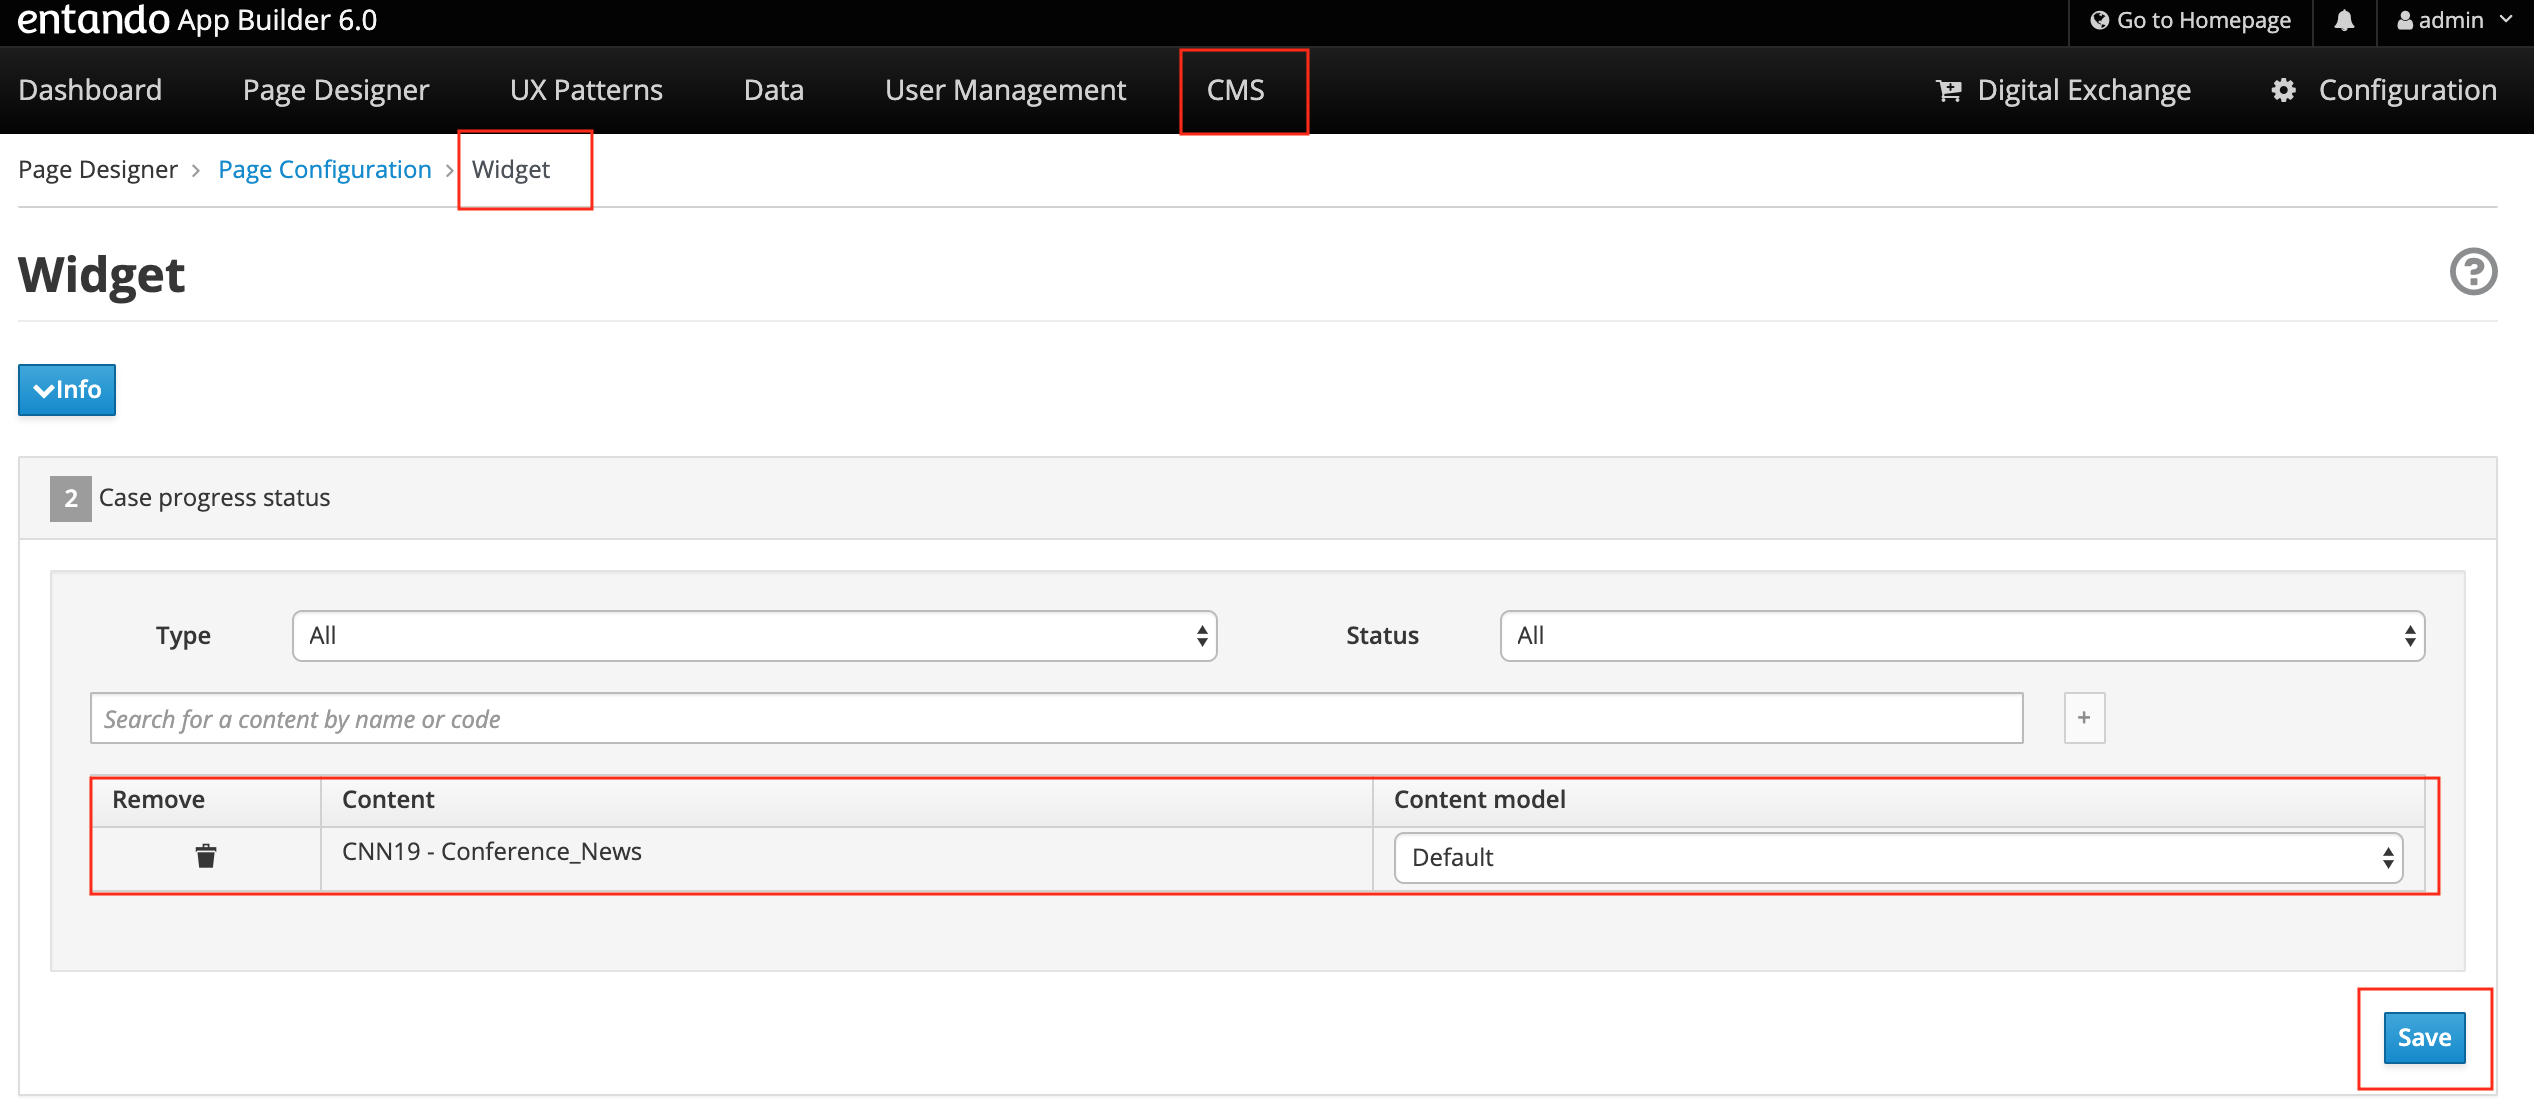 entando App Builder 6.0
Go to Homepage
admin
Dashboard
Page Designer
UX Patterns
Data
User Management
CMS
Digital Exchange
Configuration
Page Designer > Page Configuration > Widget
Widget
Info
2 Case progress status
Type
All
Status
All
Search for a content by name or code
+
Remove
Content
Content model
CNN19 - Conference_News
Default
Save